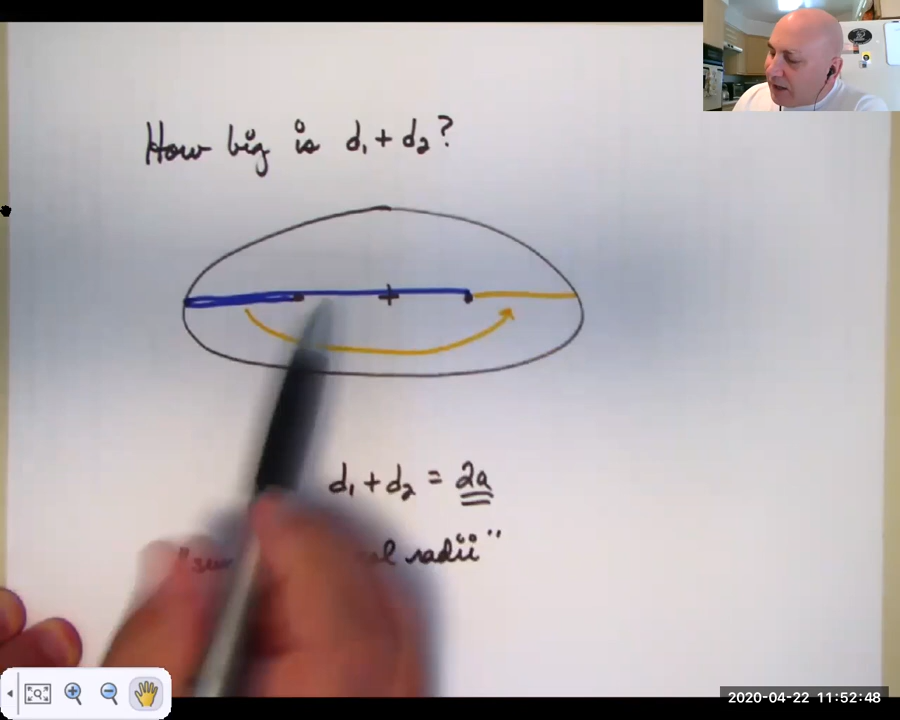 How big is d₁ + d₂?
d₁ + d₂ = 2a
radii"
2020-04-22 11:52:48